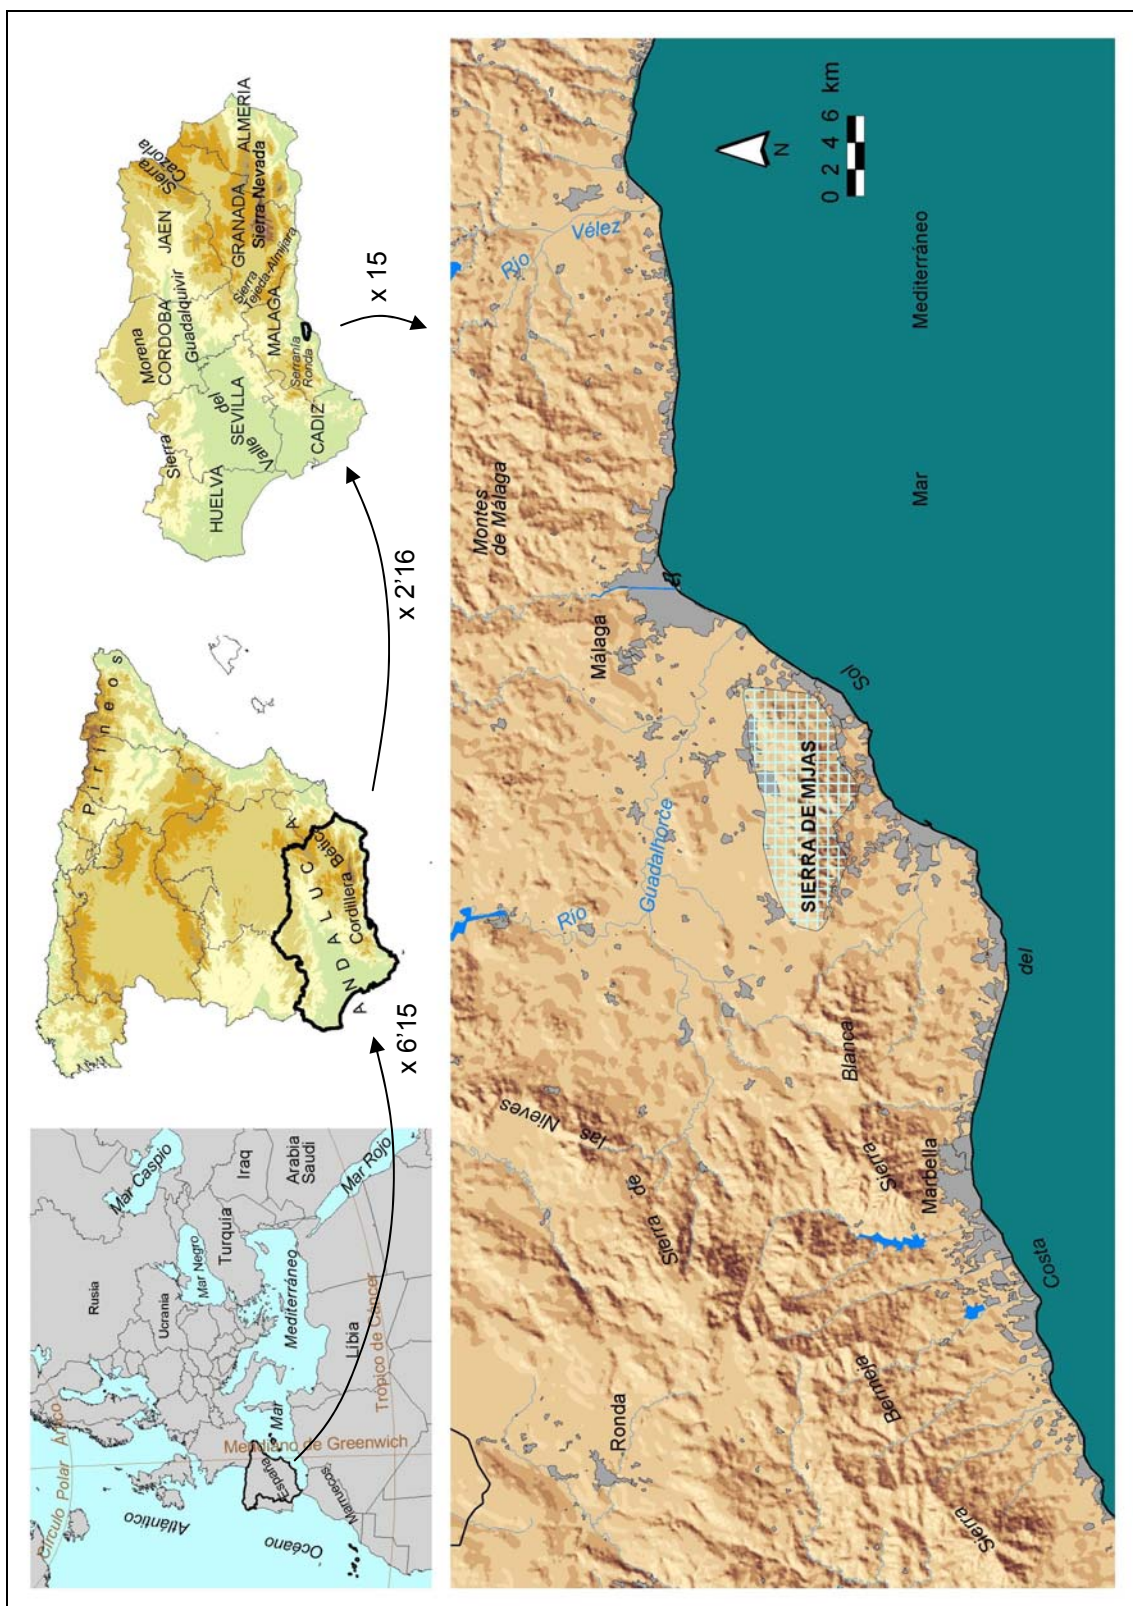 Círculo Polar Ártico
Rusia
Mar Caspio
Ucrania
Mar Negro
Turquía
Iraq
Arabia
Saudi
Mar Rojo
Océano
Atlántico
España
Mar
Mediterráneo
Meridiano de Greenwich
Marruecos
Libia
Trópico de Cáncer
x 6'15
Pirineos
ANDALUCIA
Cordillera
Bética
x 2'16
Sierra
Morena
HUELVA
CORDOBA
JAEN
Sierra
Cazorla
SEVILLA
Valle
del
Guadalquivir
GRANADA
ALMERIA
Sierra Nevada
Sierra
Tejeda-Almijara
MALAGA
Serranía
Ronda
CADIZ
x 15
Montes
de Málaga
Río
Vélez
Málaga
Río
Guadalhorce
Ronda
Sierra
de
las
Nieves
SIERRA DE MIJAS
Sierra
Blanca
Sierra
Bermeja
Marbella
Costa
del
Sol
Mar
Mediterráneo
N
0 2 4 6 km